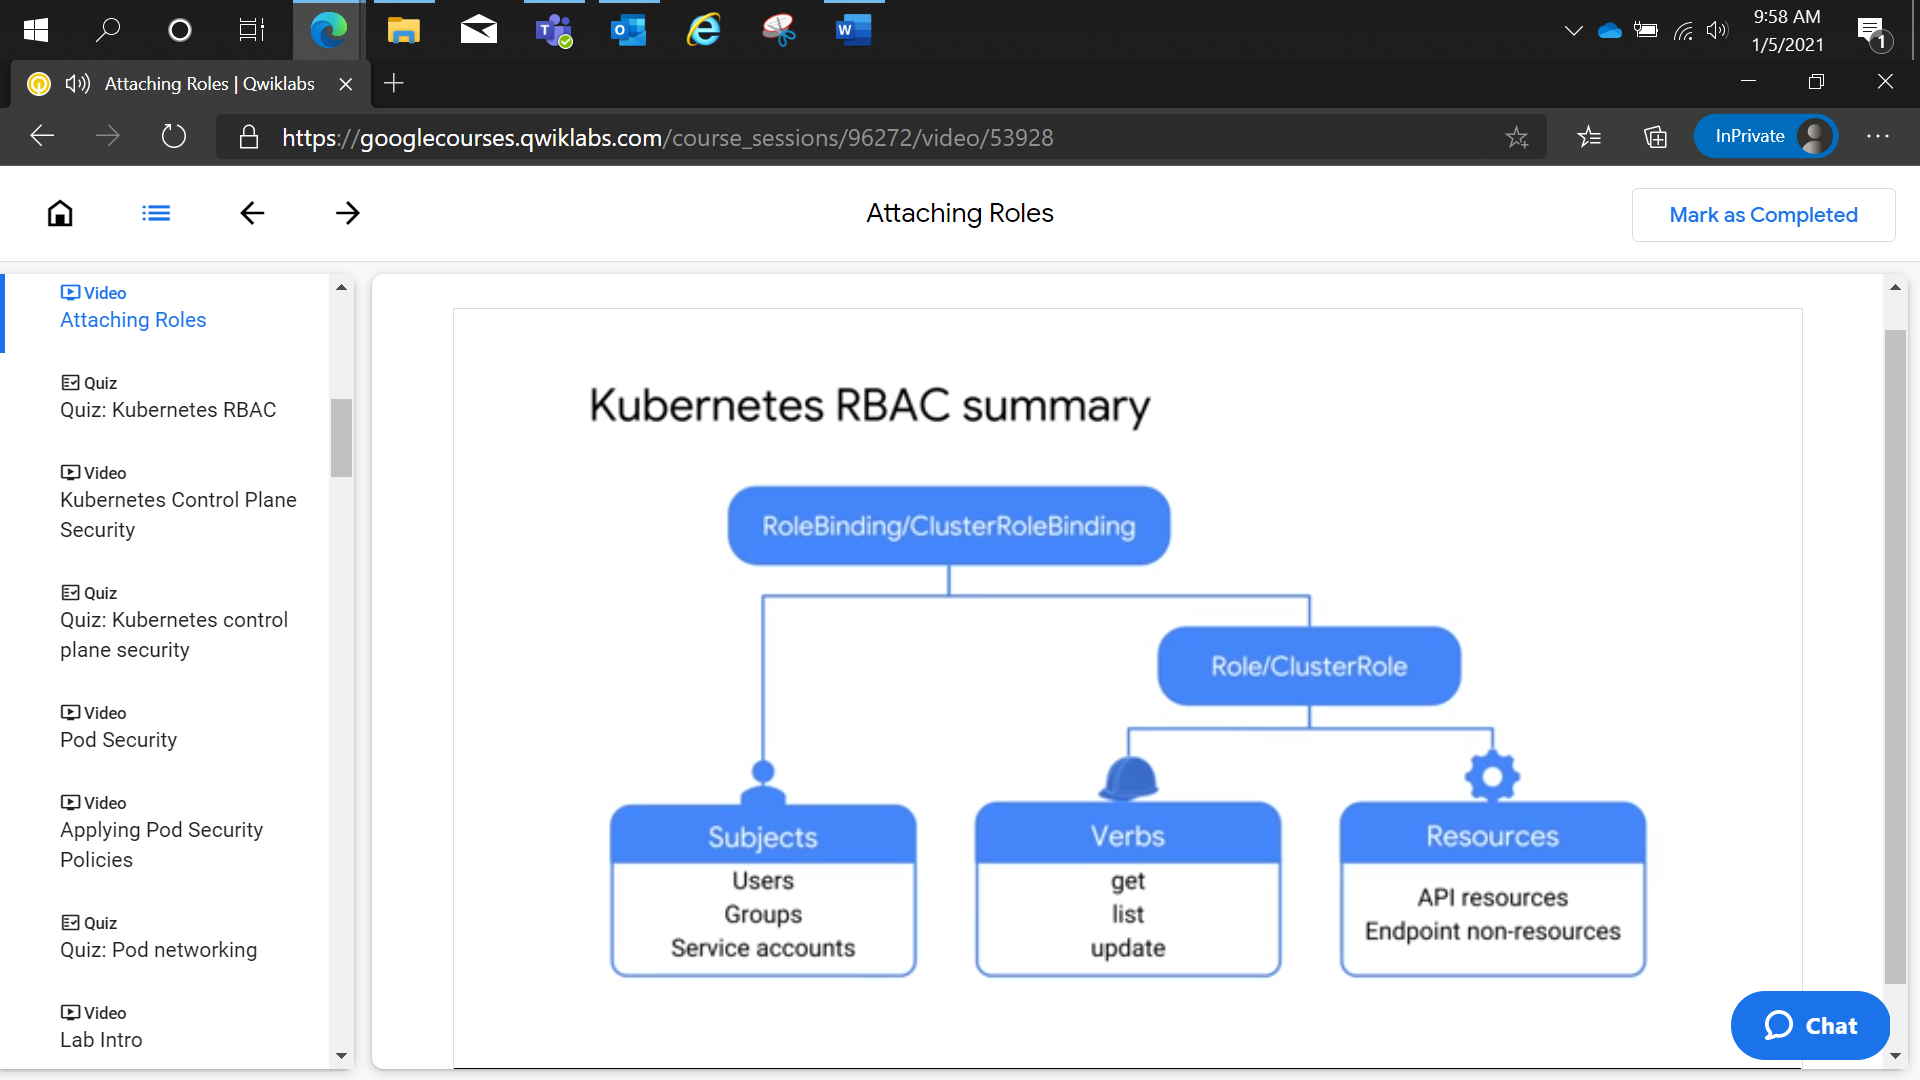 9:58 AM
1/5/2021
1
Attaching Roles | Qwiklabs
https://googlecourses.qwiklabs.com/course_sessions/96272/video/53928
InPrivate
Attaching Roles
Mark as Completed
Video
Attaching Roles
Quiz
Quiz: Kubernetes RBAC
Video
Kubernetes Control Plane
Security
Quiz
Quiz: Kubernetes control
plane security
Video
Pod Security
Video
Applying Pod Security
Policies
Quiz
Quiz: Pod networking
Video
Lab Intro
Kubernetes RBAC summary
RoleBinding/ClusterRoleBinding
Role/ClusterRole
Subjects
Users
Groups
Service accounts
Verbs
get
list
update
Resources
API resources
Endpoint non-resources
Chat